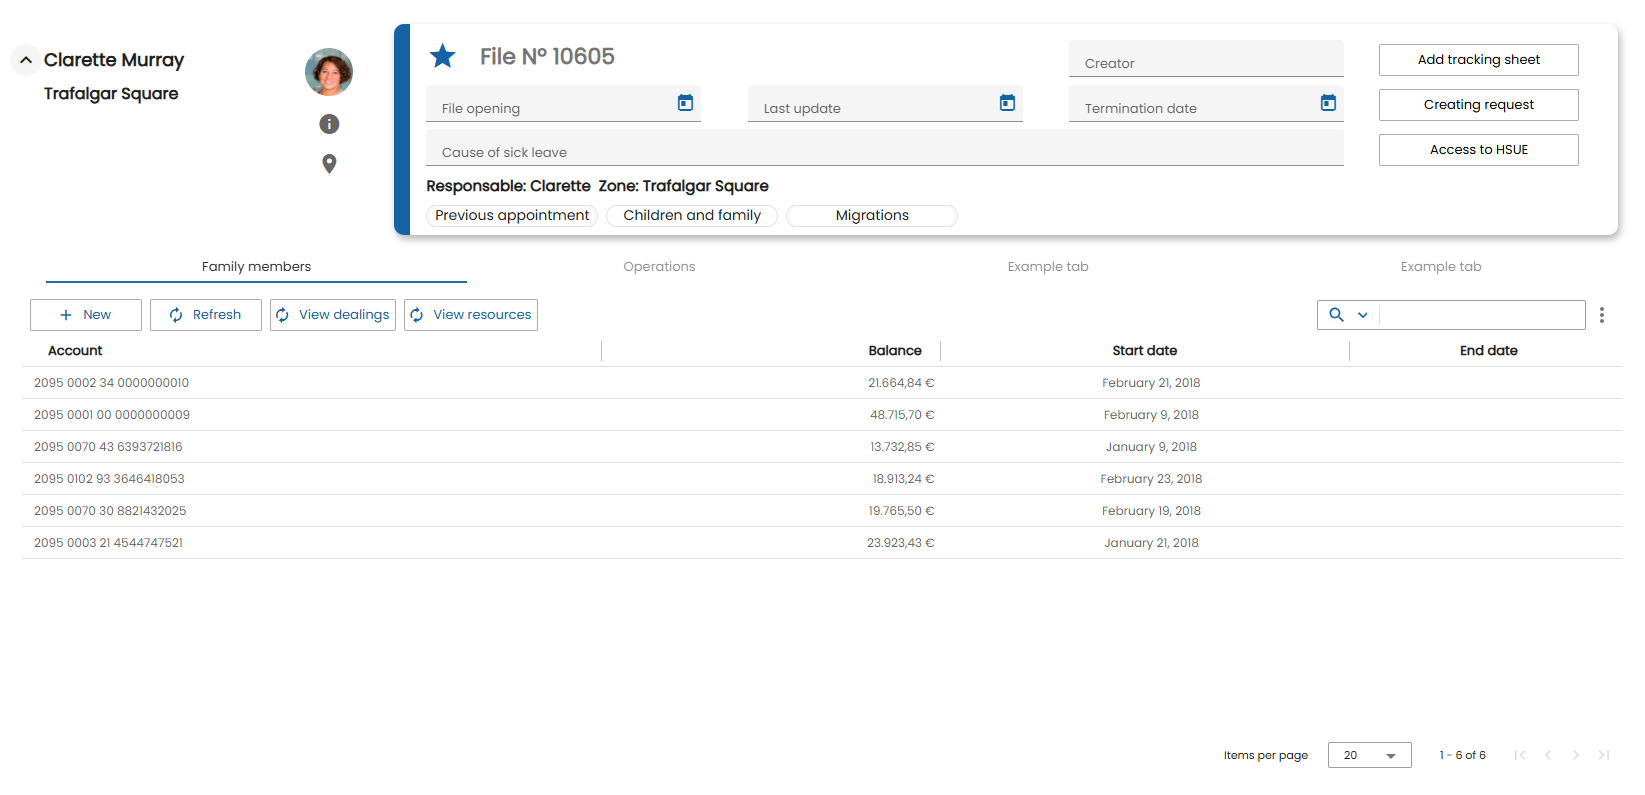 Clarette Murray
Trafalgar Square
File Nº 10605
Creator
File opening
Last update
Termination date
Cause of sick leave
Responsable: Clarette Zone: Trafalgar Square
Previous appointment
Children and family
Migrations
Add tracking sheet
Creating request
Access to HSUE
Family members
Operations
Example tab
Example tab
New
Refresh
View dealings
View resources
Account Balance Start date End date
2095 0002 34 0000000010 21.664,84 € February 21, 2018
2095 0001 00 0000000009 48.715,70 € February 9, 2018
2095 0070 43 6393721816 13.732,85 € January 9, 2018
2095 0102 93 3646418053 18.913,24 € February 23, 2018
2095 0070 30 8821432025 19.765,50 € February 19, 2018
2095 0003 21 4544747521 23.923,43 € January 21, 2018
Items per page 20 1 - 6 of 6